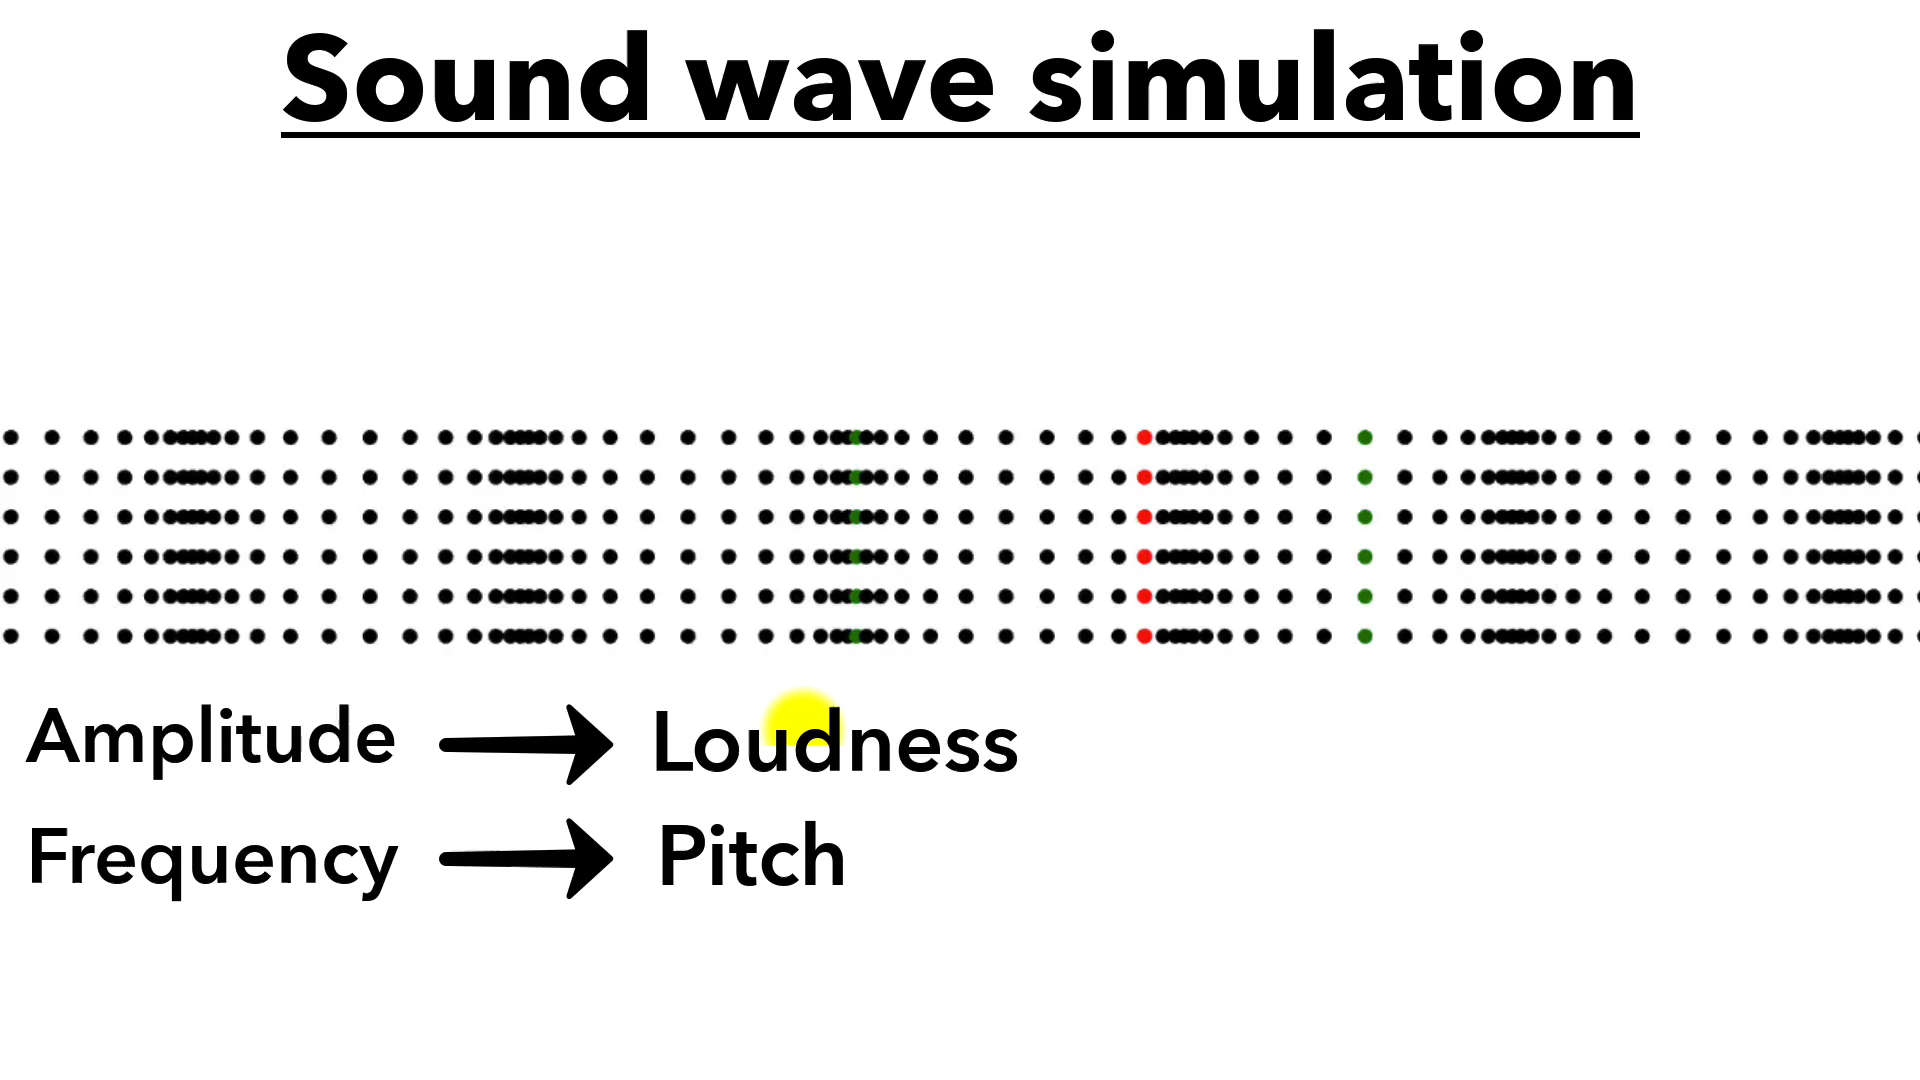 Sound wave simulation
Amplitude → Loudness
Frequency → Pitch